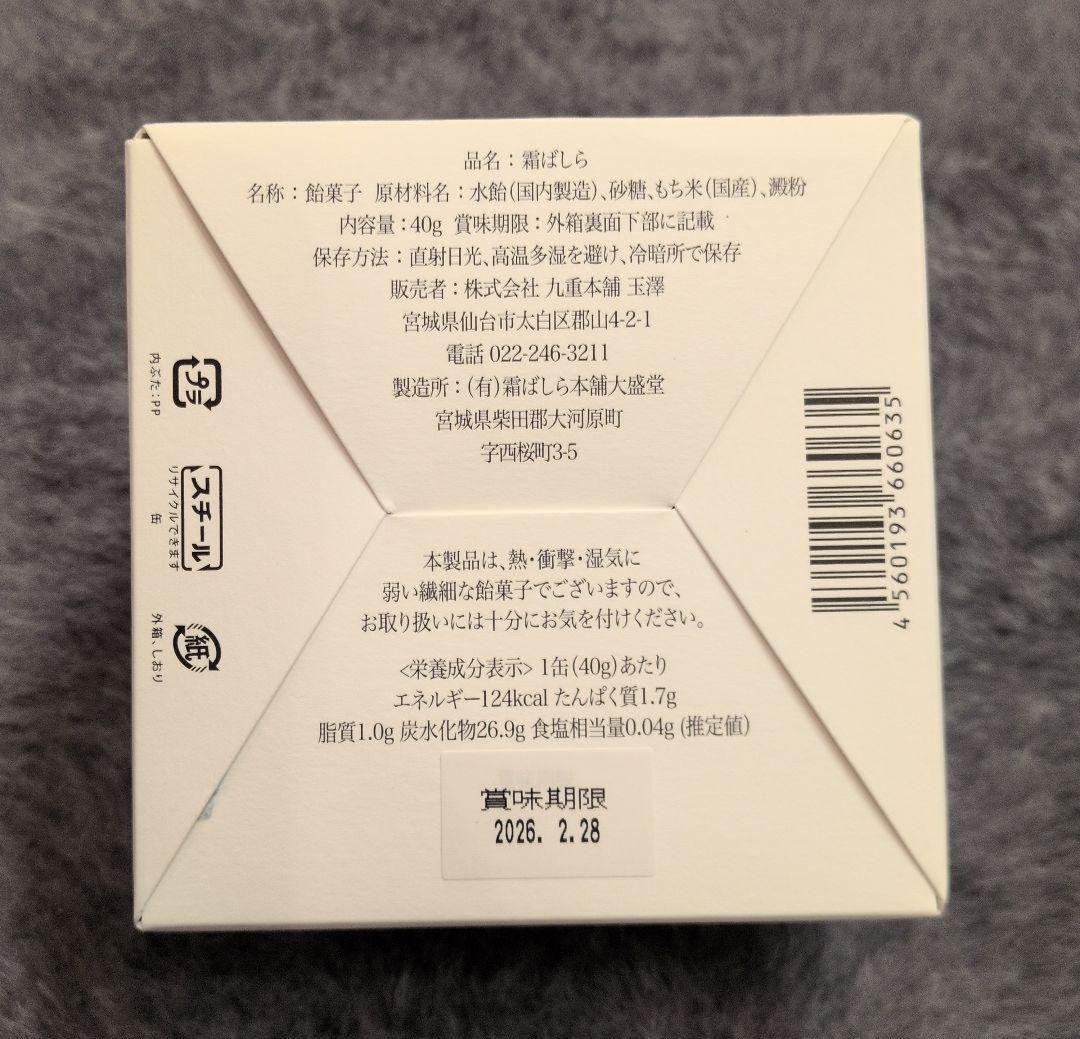 品名：霜ばしら
名称：飴菓子 原材料名：水飴（国内製造）、砂糖、もち米（国産）、澱粉
内容量：40g 賞味期限：外箱裏面下部に記載
保存方法：直射日光、高温多湿を避け、冷暗所で保存
販売者：株式会社 九重本舗 玉澤
宮城県仙台市太白区郡山4-2-1
電話 022-246-3211
製造所：（有）霜ばしら本舗大盛堂
宮城県柴田郡大河原町
字西桜町3-5
本製品は、熱・衝撃・湿気に
弱い繊細な飴菓子でございますので、
お取り扱いには十分にお気を付けください。
<栄養成分表示> 1缶（40g）あたり
エネルギー124kcal たんぱく質1.7g
脂質1.0g 炭水化物26.9g 食塩相当量0.04g (推定値)
賞味期限
2026. 2.28
プラ
内ぶた：PP
スチール
リサイクルできます
缶
紙
外箱、しおり
4 560193 660635